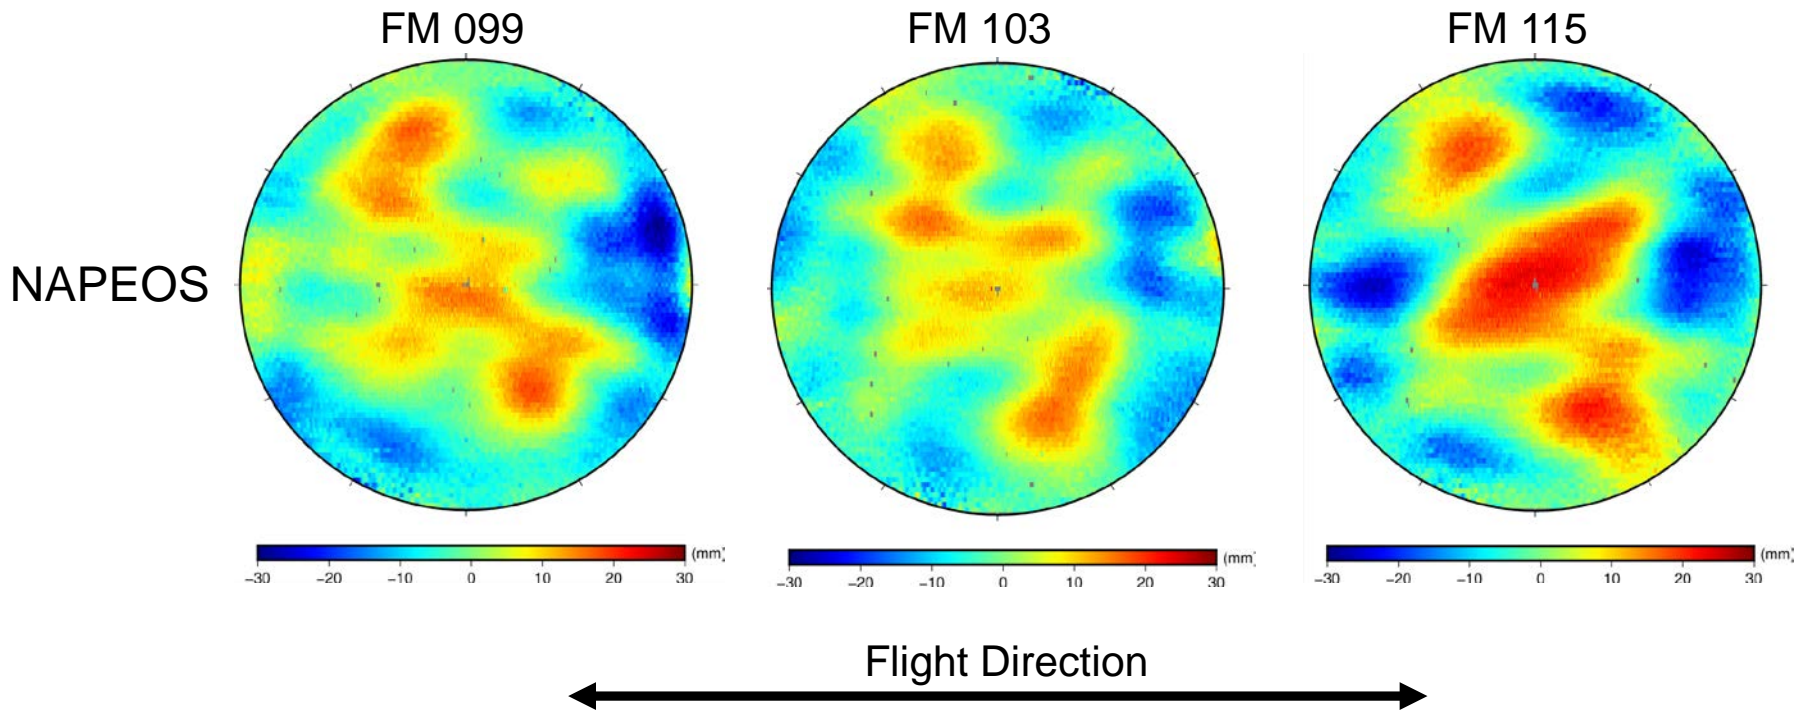 FM 099
FM 103
FM 115
NAPEOS
−30 −20 −10 0 10 20 30 (mm)
−30 −20 −10 0 10 20 30 (mm)
−30 −20 −10 0 10 20 30 (mm)
Flight Direction